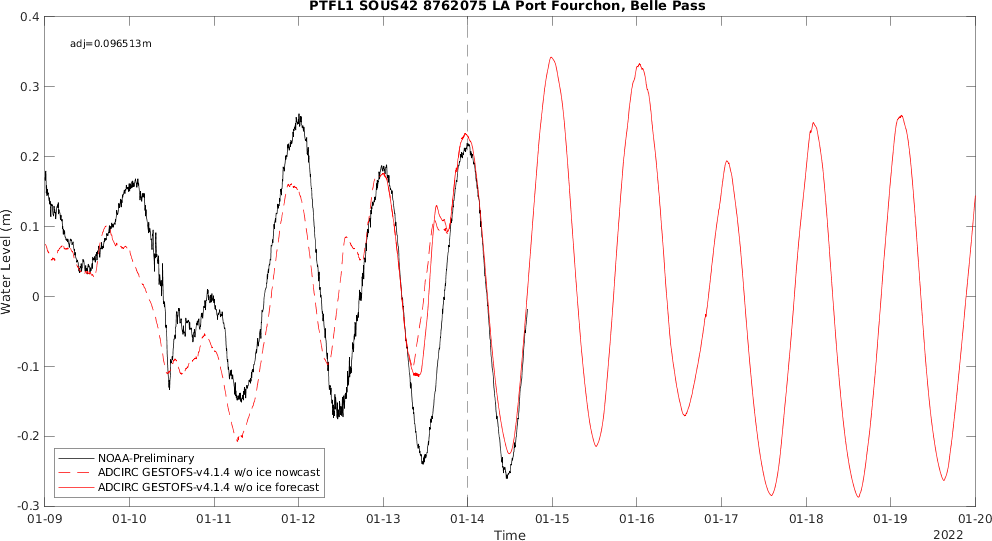 PTFL1 SOUS42 8762075 LA Port Fourchon, Belle Pass
adj=0.096513m
0.4
0.3
0.2
0.1
0
-0.1
-0.2
-0.3
Water Level (m)
NOAA-Preliminary
ADCIRC GESTOFS-v4.1.4 w/o ice nowcast
ADCIRC GESTOFS-v4.1.4 w/o ice forecast
01-09 01-10 01-11 01-12 01-13 01-14 01-15 01-16 01-17 01-18 01-19 01-20
Time
2022